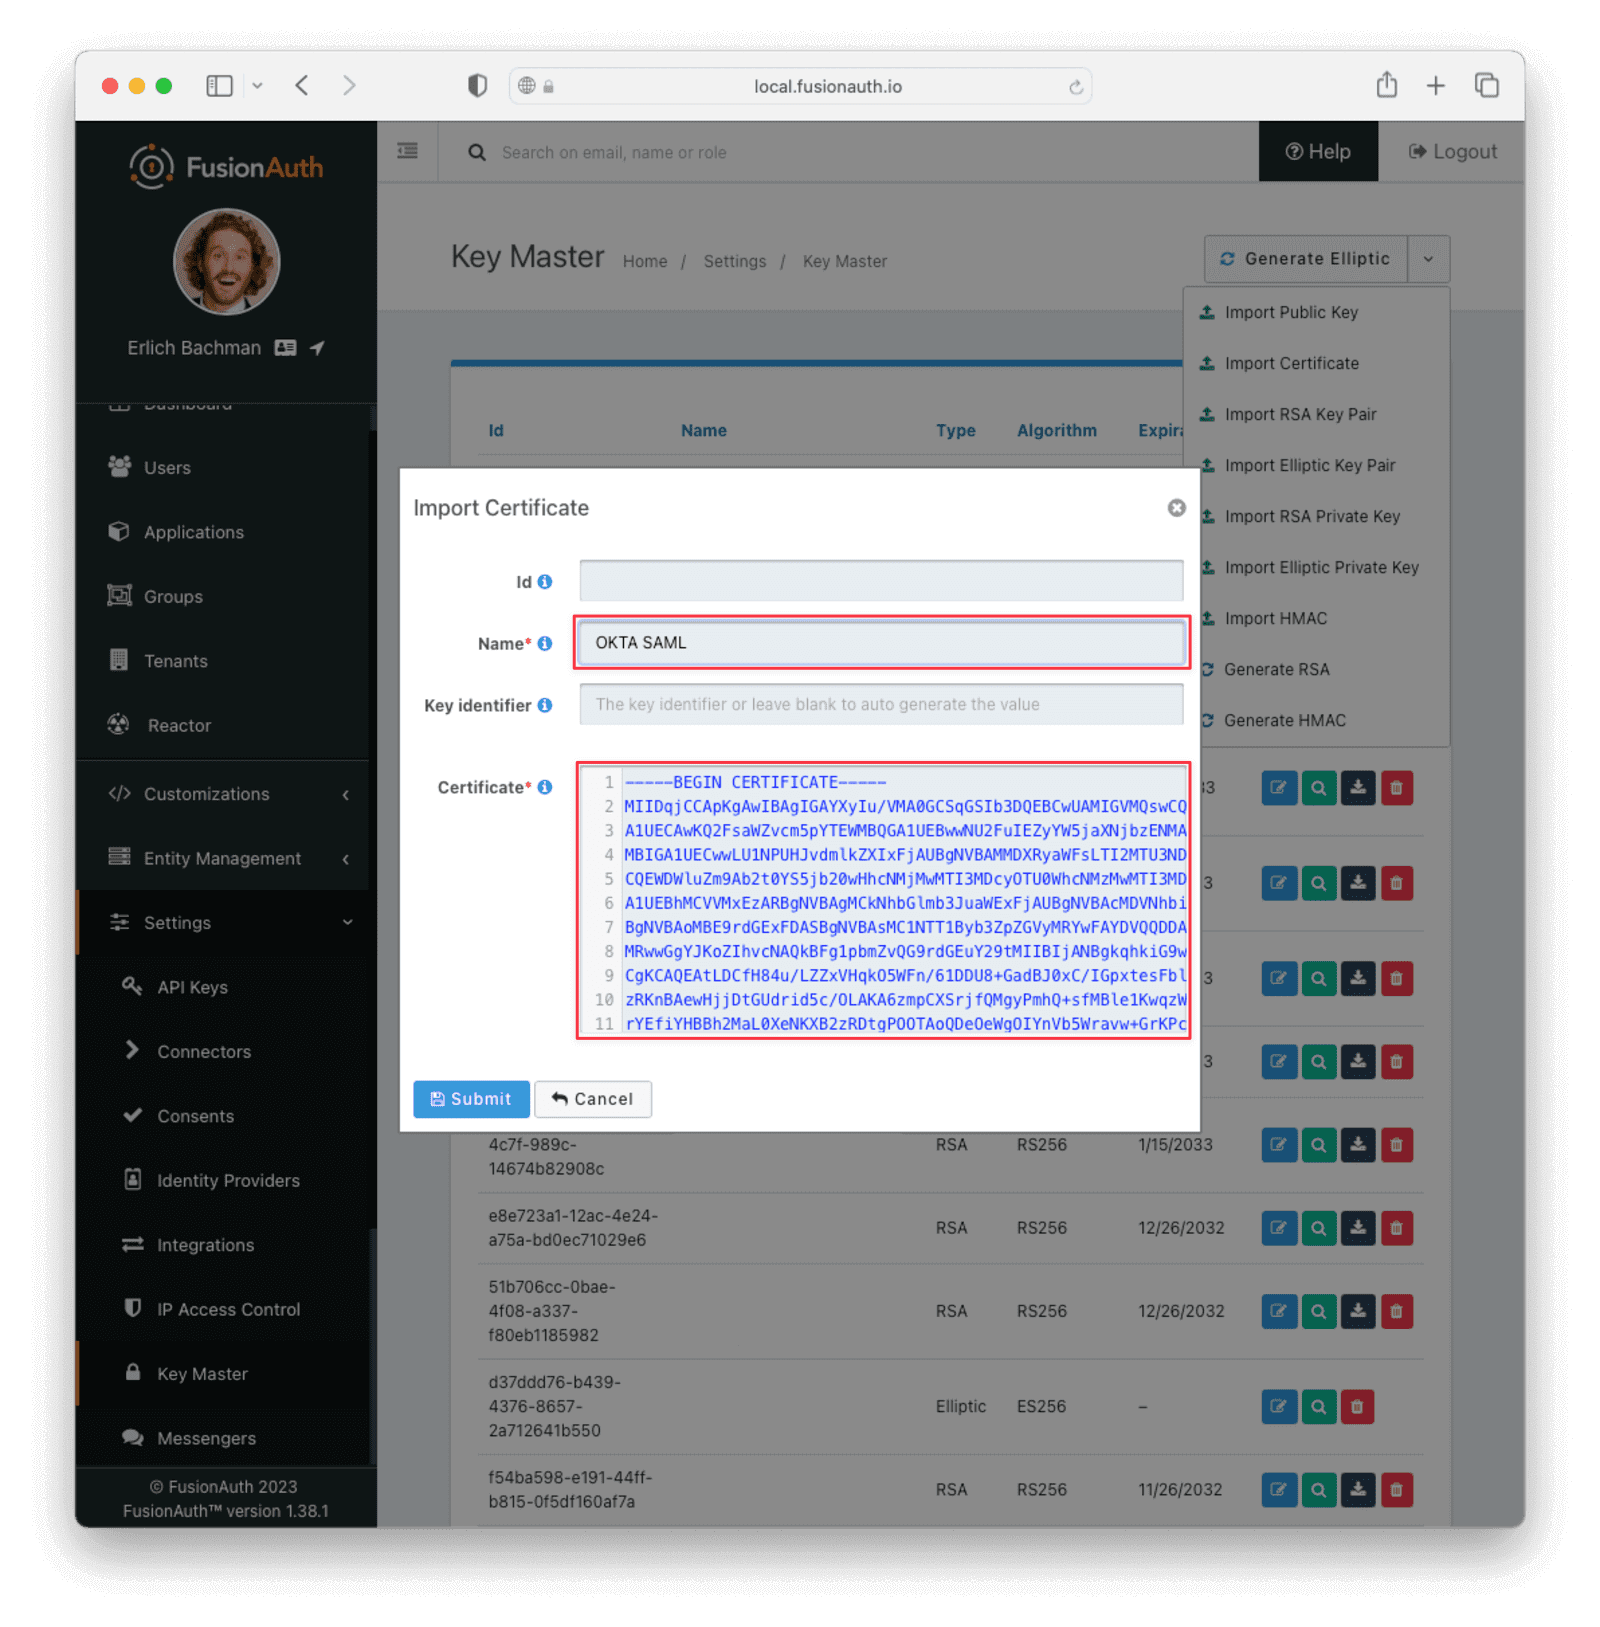 local.fusionauth.io
FusionAuth
Search on email, name or role
Help
Logout
Erlich Bachman
Key Master
Home / Settings / Key Master
Generate Elliptic
Import Public Key
Import Certificate
Import RSA Key Pair
Import Elliptic Key Pair
Import RSA Private Key
Import Elliptic Private Key
Import HMAC
Generate RSA
Generate HMAC
Dashboard
Users
Applications
Groups
Tenants
Reactor
Customizations
Entity Management
Settings
API Keys
Connectors
Consents
Identity Providers
Integrations
IP Access Control
Key Master
Messengers
© FusionAuth 2023
FusionAuth™ version 1.38.1
Id Name Type Algorithm Expira
Import Certificate
Id
Name* OKTA SAML
Key identifier The key identifier or leave blank to auto generate the value
Certificate*
1 -----BEGIN CERTIFICATE-----
2 MIIDqjCCApKgAwIBAgIGAYXyIu/VMA0GCSqGSIb3DQEBCwUAMIGVMQswCQ
3 A1UECAwKQ2FsaWZvcm5pYTEWMBQGA1UEBwwNU2FuIEZyYW5jaXNjbzENMA
4 MBIGA1UECwwLU1NPUHJvdmlkZXIxFjAUBgNVBAMMDXRyaWFsLTI2MTU3ND
5 CQEWDWluZm9Ab2t0YS5jb20wHhcNMjMwMTI3MDcyOTU0WhcNMzMwMTI3MD
6 A1UEBhMCVVMxEzARBgNVBAgMCkNhbGlmb3JuaWExFjAUBgNVBAcMDVNhbi
7 BgNVBAoMBE9rdGExFDASBgNVBAsMC1NTT1Byb3ZpZGVyMRYwFAYDVQQDDA
8 MRwwGgYJKoZIhvcNAQkBFg1pbmZvQG9rdGEuY29tMIIBIjANBgkqhkiG9w
9 CgKCAQEAtLDCfH84u/LZZxVHqkO5WFn/61DDU8+GadBJ0xC/IGpxtesFbl
10 zRKnBAewHjjDtGUdrid5c/OLAKA6zmpCXSrjfQMgyPmhQ+sfMBle1KwqzW
11 rYEfiYHBBh2MaL0XeNKXB2zRDtgPOOTAoQDeOeWgOIYnVb5Wravw+GrKPc
Submit
Cancel
33
3
3
3
4c7f-989c-
14674b82908c
RSA RS256 1/15/2033
e8e723a1-12ac-4e24-
a75a-bd0ec71029e6
RSA RS256 12/26/2032
51b706cc-0bae-
4f08-a337-
f80eb1185982
RSA RS256 12/26/2032
d37ddd76-b439-
4376-8657-
2a712641b550
Elliptic ES256 –
f54ba598-e191-44ff-
b815-0f5df160af7a
RSA RS256 11/26/2032